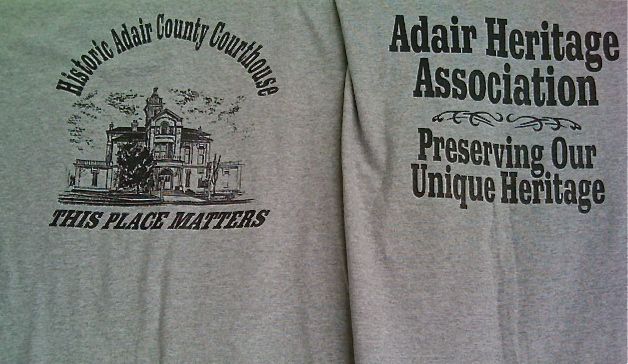 Historic Adair County Courthouse
THIS PLACE MATTERS
Adair Heritage
Association
Preserving Our
Unique Heritage